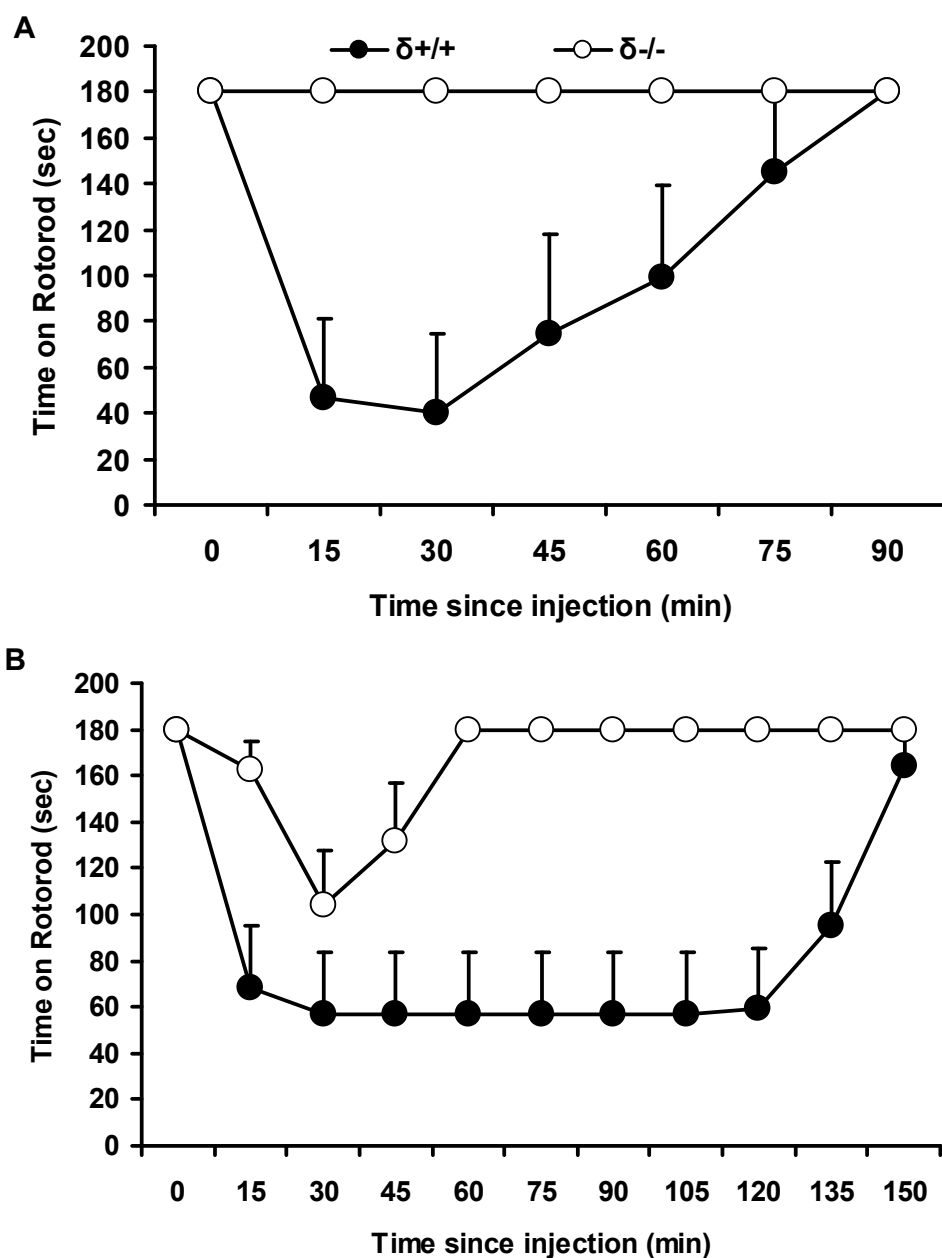 A
δ+/+ δ-/-
200
180
160
140
120
100
80
60
40
20
0
Time on Rotorod (sec)
0 15 30 45 60 75 90
Time since injection (min)
B
200
180
160
140
120
100
80
60
40
20
0
Time on Rotorod (sec)
0 15 30 45 60 75 90 105 120 135 150
Time since injection (min)